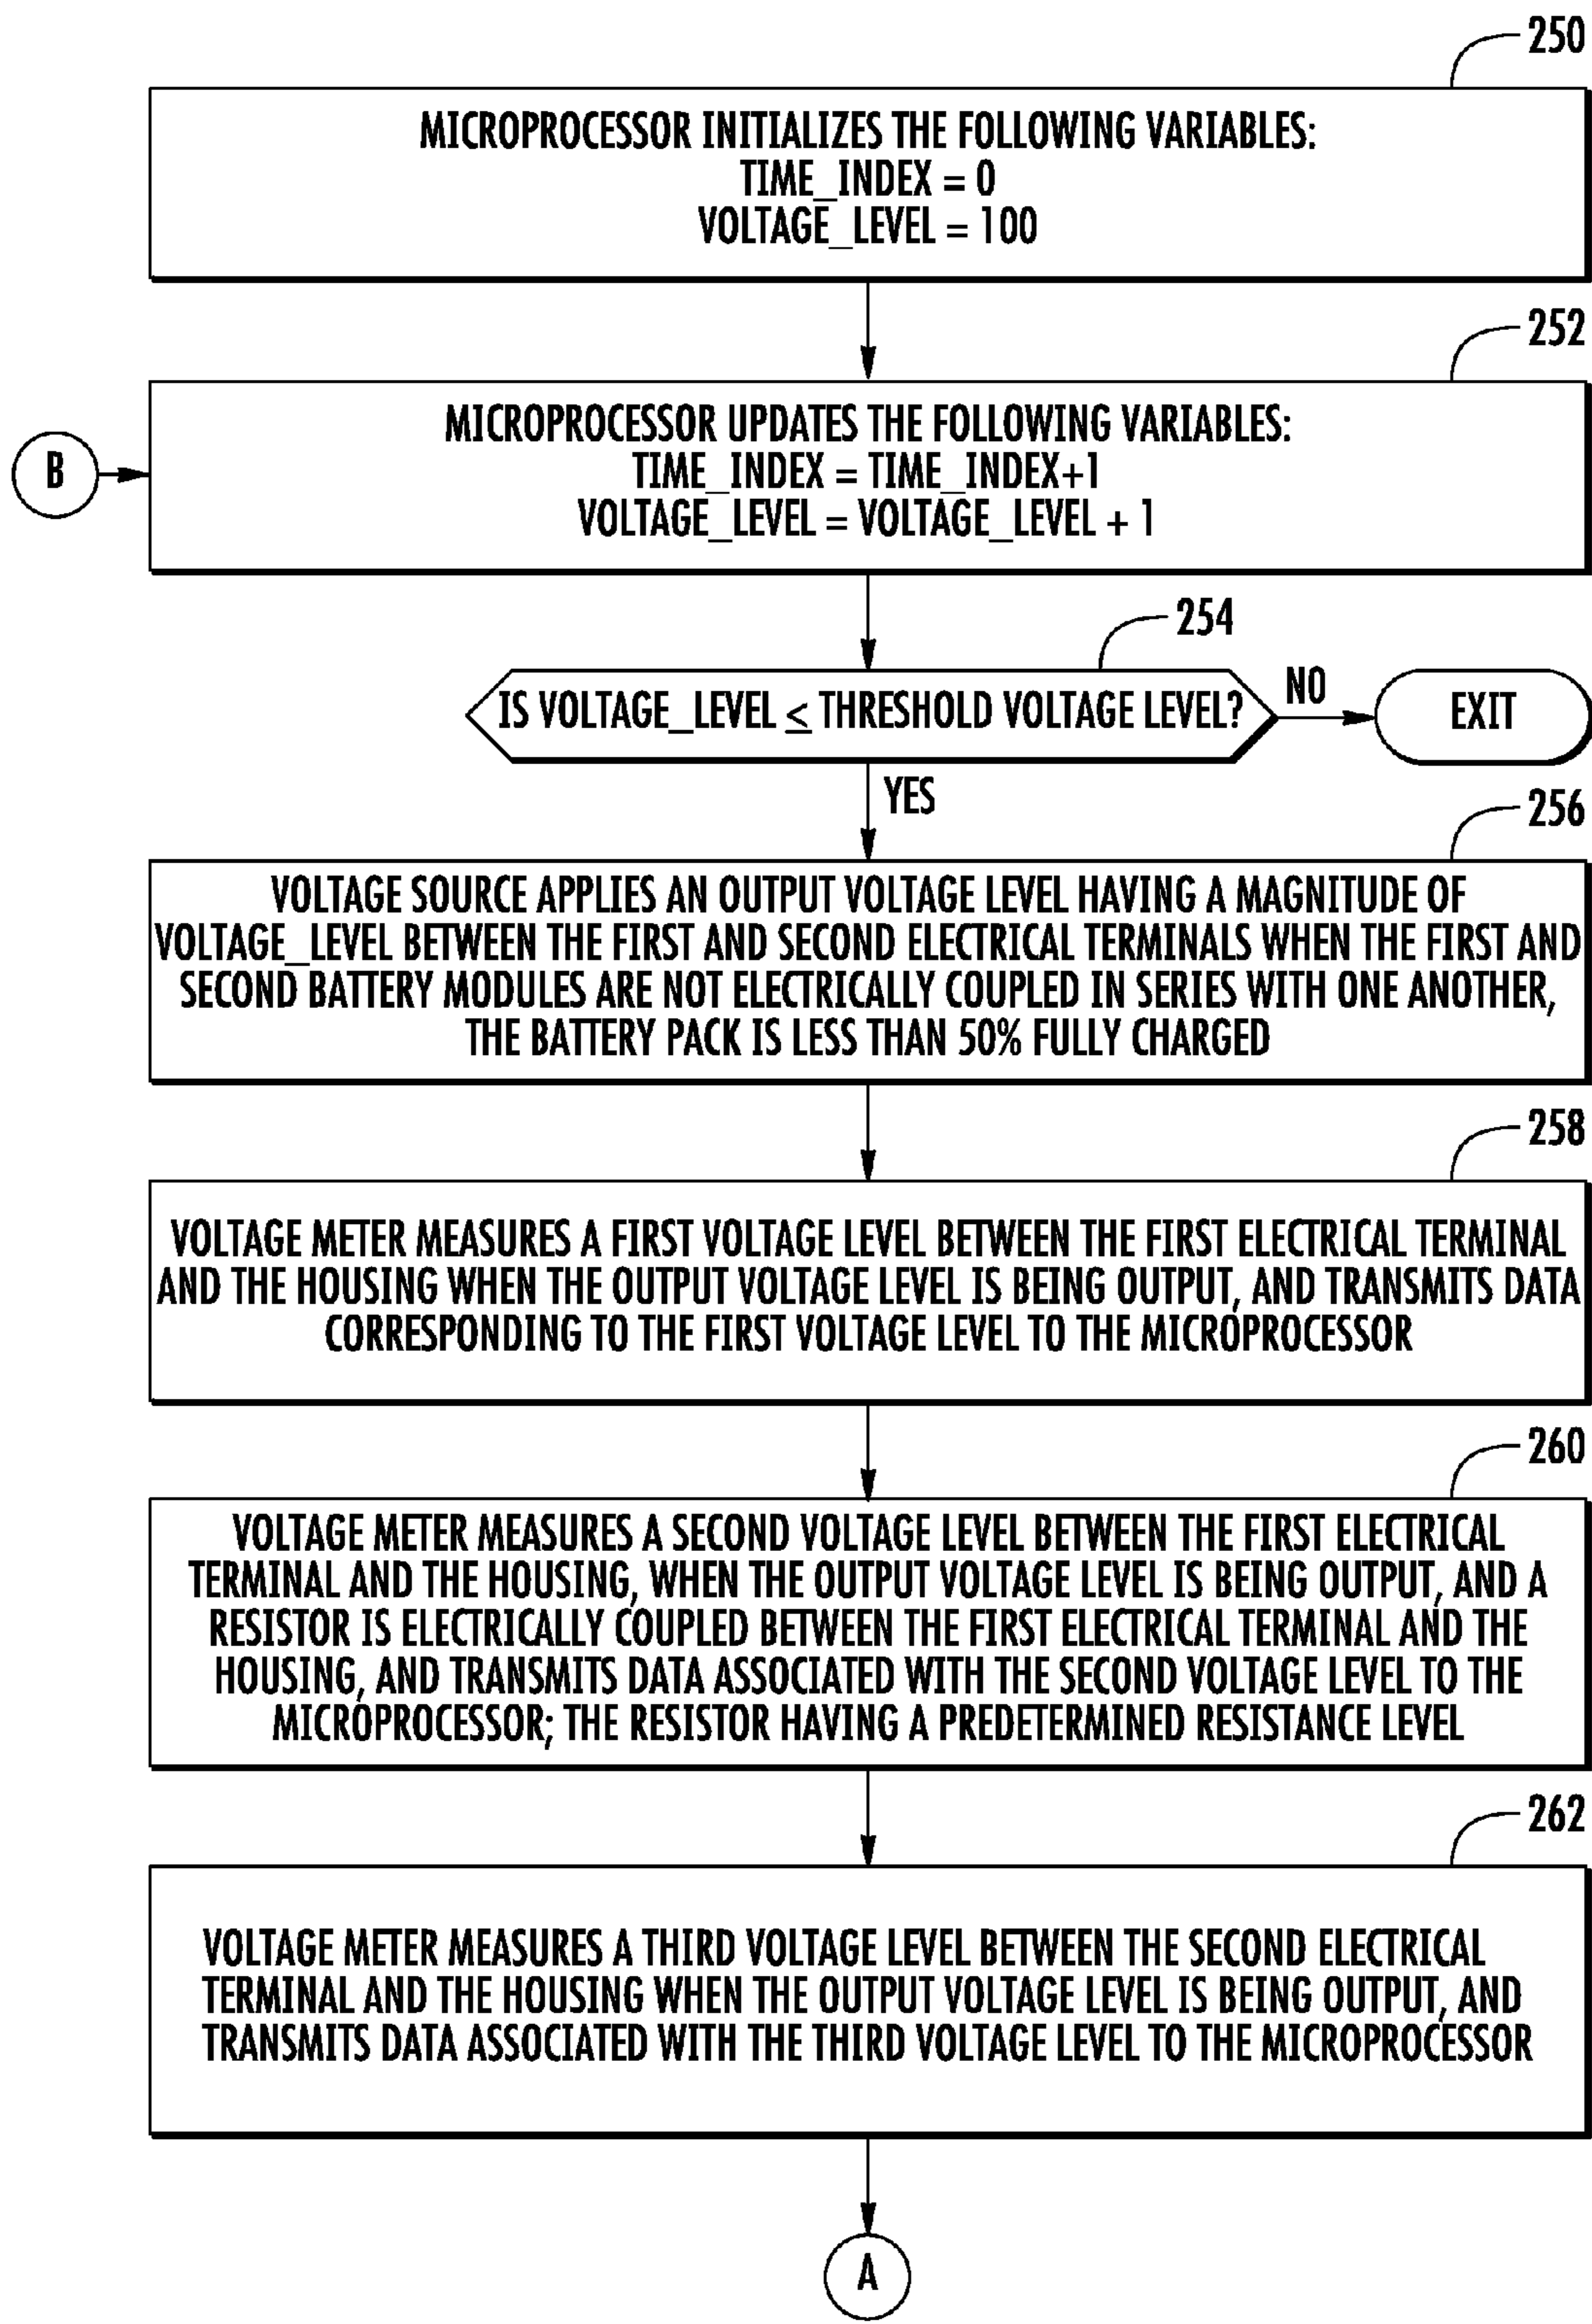 250
MICROPROCESSOR INITIALIZES THE FOLLOWING VARIABLES:
TIME_INDEX = 0
VOLTAGE_LEVEL = 100
252
MICROPROCESSOR UPDATES THE FOLLOWING VARIABLES:
TIME_INDEX = TIME_INDEX+1
VOLTAGE_LEVEL = VOLTAGE_LEVEL + 1
B
254
IS VOLTAGE_LEVEL ≤ THRESHOLD VOLTAGE LEVEL?
NO
EXIT
YES
256
VOLTAGE SOURCE APPLIES AN OUTPUT VOLTAGE LEVEL HAVING A MAGNITUDE OF
VOLTAGE_LEVEL BETWEEN THE FIRST AND SECOND ELECTRICAL TERMINALS WHEN THE FIRST AND
SECOND BATTERY MODULES ARE NOT ELECTRICALLY COUPLED IN SERIES WITH ONE ANOTHER,
THE BATTERY PACK IS LESS THAN 50% FULLY CHARGED
258
VOLTAGE METER MEASURES A FIRST VOLTAGE LEVEL BETWEEN THE FIRST ELECTRICAL TERMINAL
AND THE HOUSING WHEN THE OUTPUT VOLTAGE LEVEL IS BEING OUTPUT, AND TRANSMITS DATA
CORRESPONDING TO THE FIRST VOLTAGE LEVEL TO THE MICROPROCESSOR
260
VOLTAGE METER MEASURES A SECOND VOLTAGE LEVEL BETWEEN THE FIRST ELECTRICAL
TERMINAL AND THE HOUSING, WHEN THE OUTPUT VOLTAGE LEVEL IS BEING OUTPUT, AND A
RESISTOR IS ELECTRICALLY COUPLED BETWEEN THE FIRST ELECTRICAL TERMINAL AND THE
HOUSING, AND TRANSMITS DATA ASSOCIATED WITH THE SECOND VOLTAGE LEVEL TO THE
MICROPROCESSOR; THE RESISTOR HAVING A PREDETERMINED RESISTANCE LEVEL
262
VOLTAGE METER MEASURES A THIRD VOLTAGE LEVEL BETWEEN THE SECOND ELECTRICAL
TERMINAL AND THE HOUSING WHEN THE OUTPUT VOLTAGE LEVEL IS BEING OUTPUT, AND
TRANSMITS DATA ASSOCIATED WITH THE THIRD VOLTAGE LEVEL TO THE MICROPROCESSOR
A